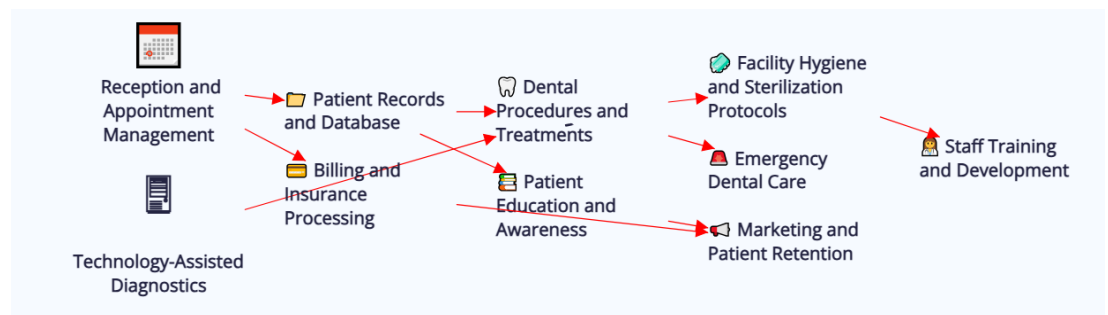 Reception and
Appointment
Management
Technology-Assisted
Diagnostics
Patient Records
and Database
Billing and
Insurance
Processing
Dental
Procedures and
Treatments
Patient
Education and
Awareness
Facility Hygiene
and Sterilization
Protocols
Emergency
Dental Care
Marketing and
Patient Retention
Staff Training
and Development